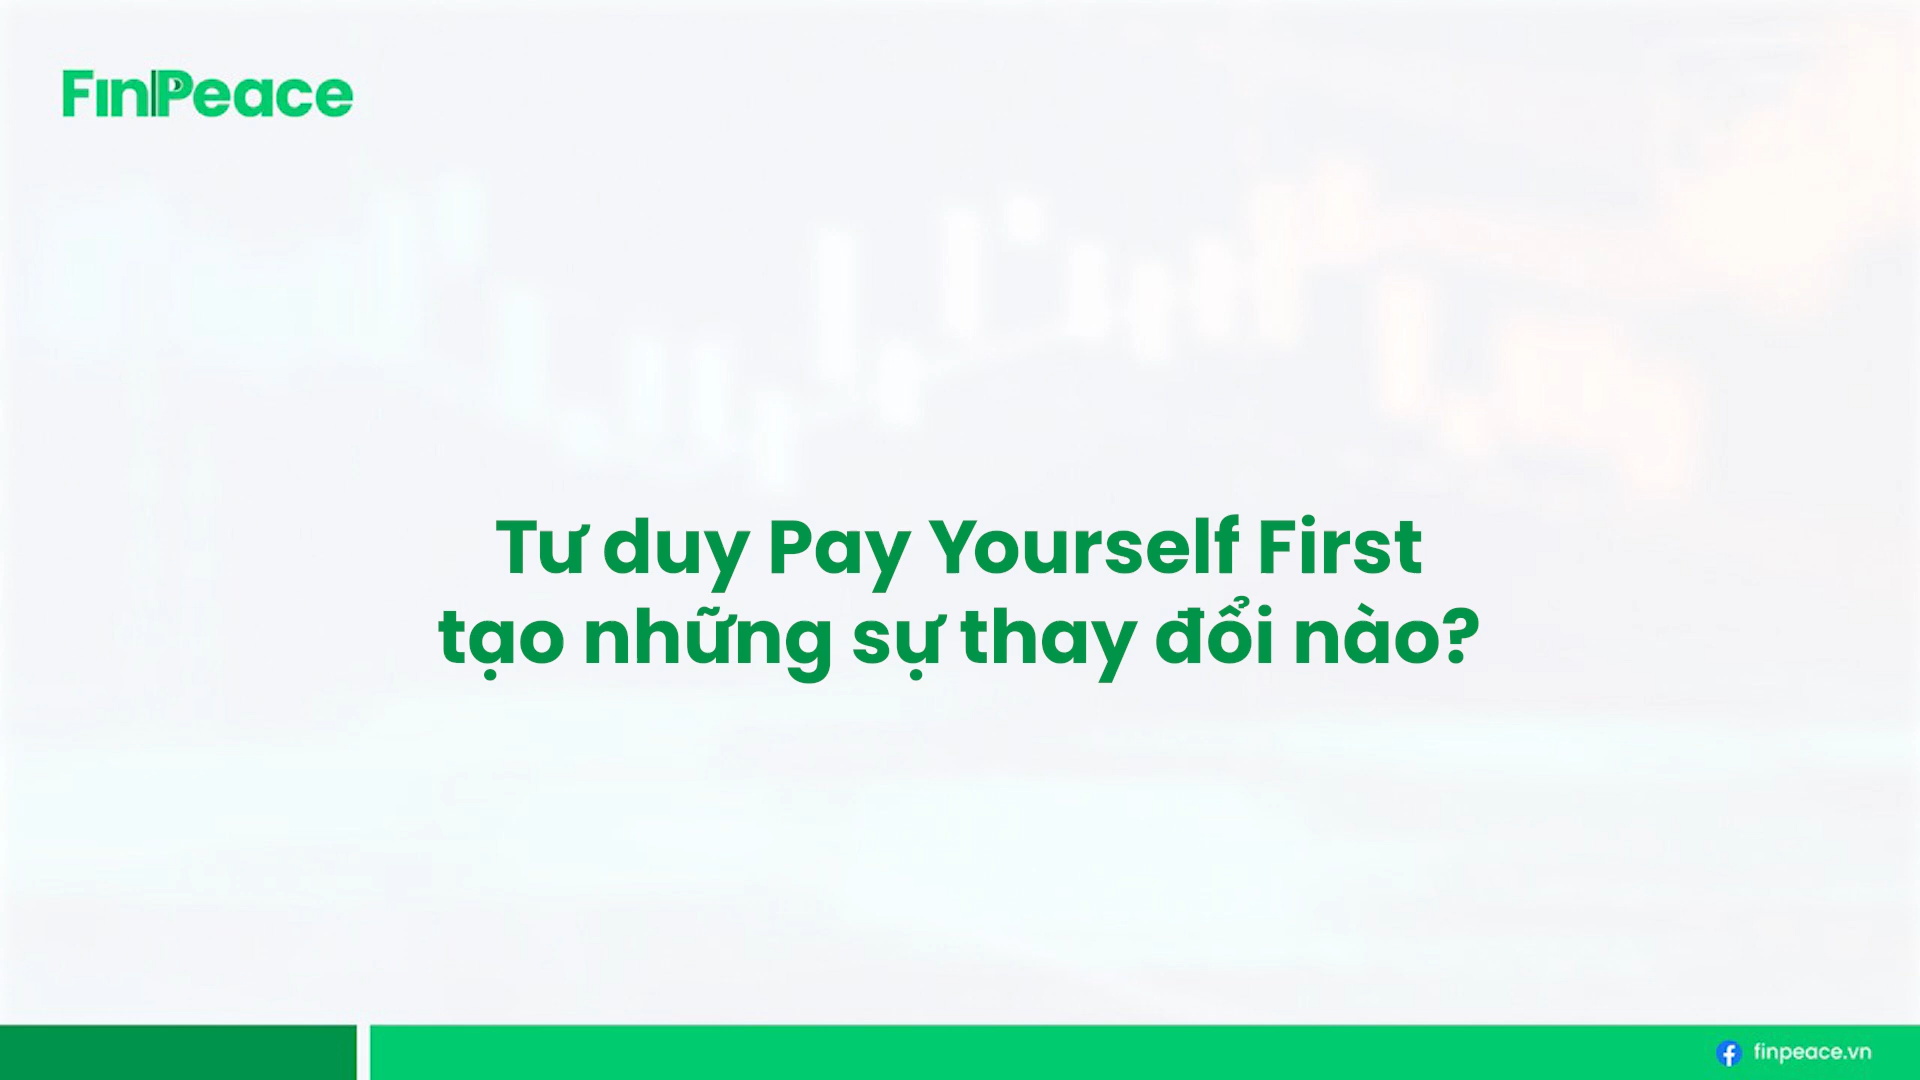 FinPeace
Tư duy Pay Yourself First
tạo những sự thay đổi nào?
finpeace.vn